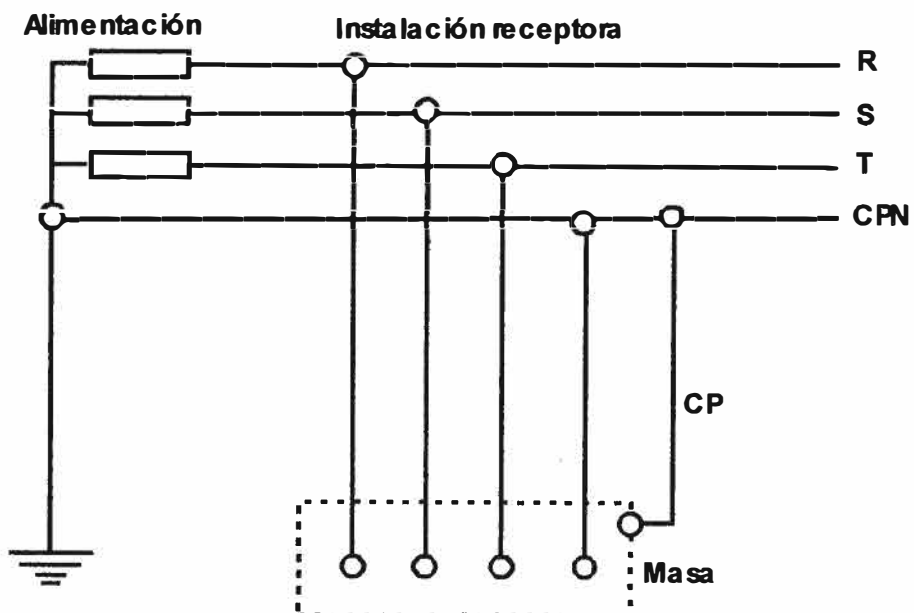 Alimentación
Instalación receptora
R
S
T
CPN
CP
Masa